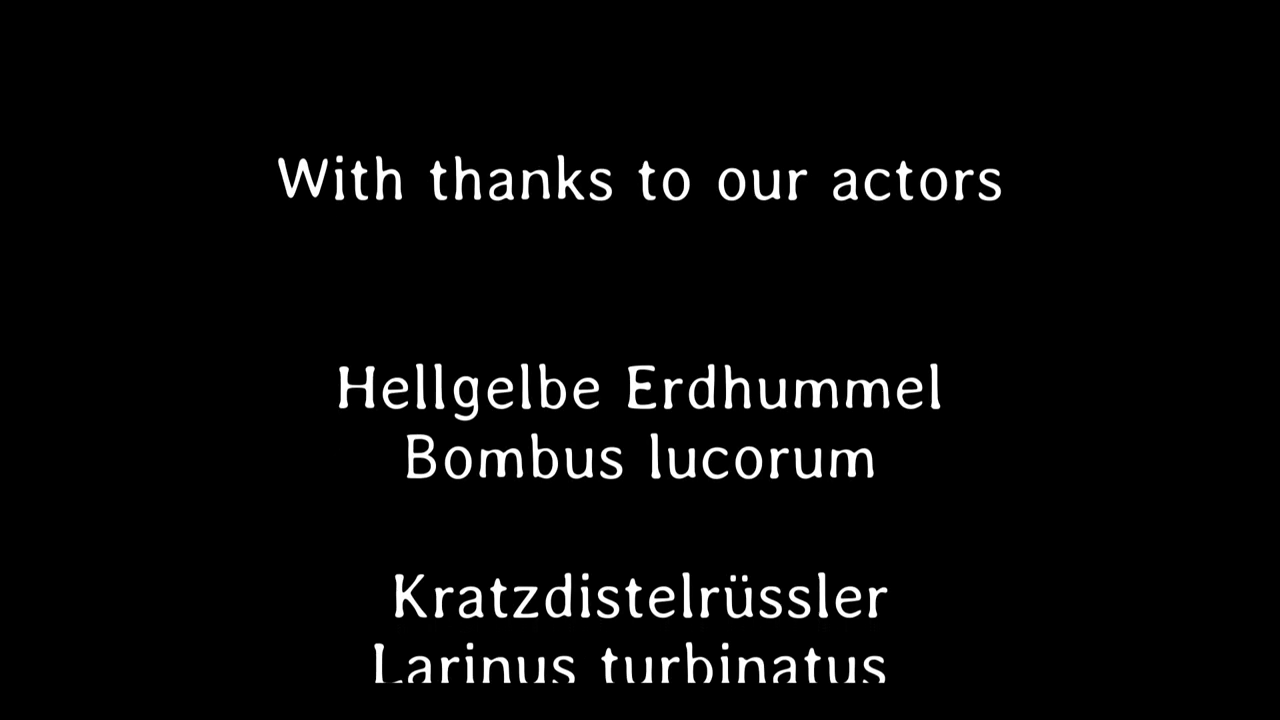 With thanks to our actors
Hellgelbe Erdhummel
Bombus lucorum
Kratzdistelrüssler
Larinus turbinatus